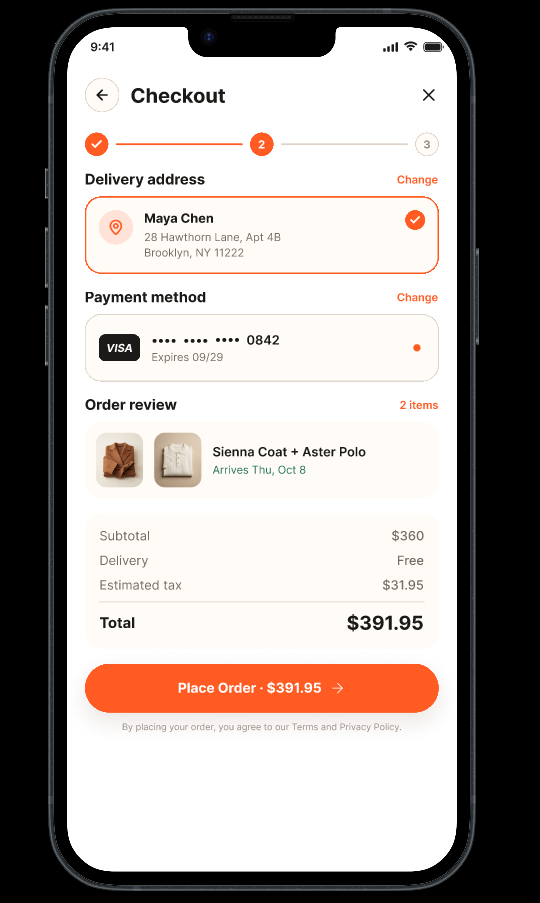 9:41
Checkout
2
3
Delivery address
Change
Maya Chen
28 Hawthorn Lane, Apt 4B
Brooklyn, NY 11222
Payment method
Change
VISA
•••• •••• •••• 0842
Expires 09/29
Order review
2 items
Sienna Coat + Aster Polo
Arrives Thu, Oct 8
Subtotal
$360
Delivery
Free
Estimated tax
$31.95
Total
$391.95
Place Order · $391.95 →
By placing your order, you agree to our Terms and Privacy Policy.